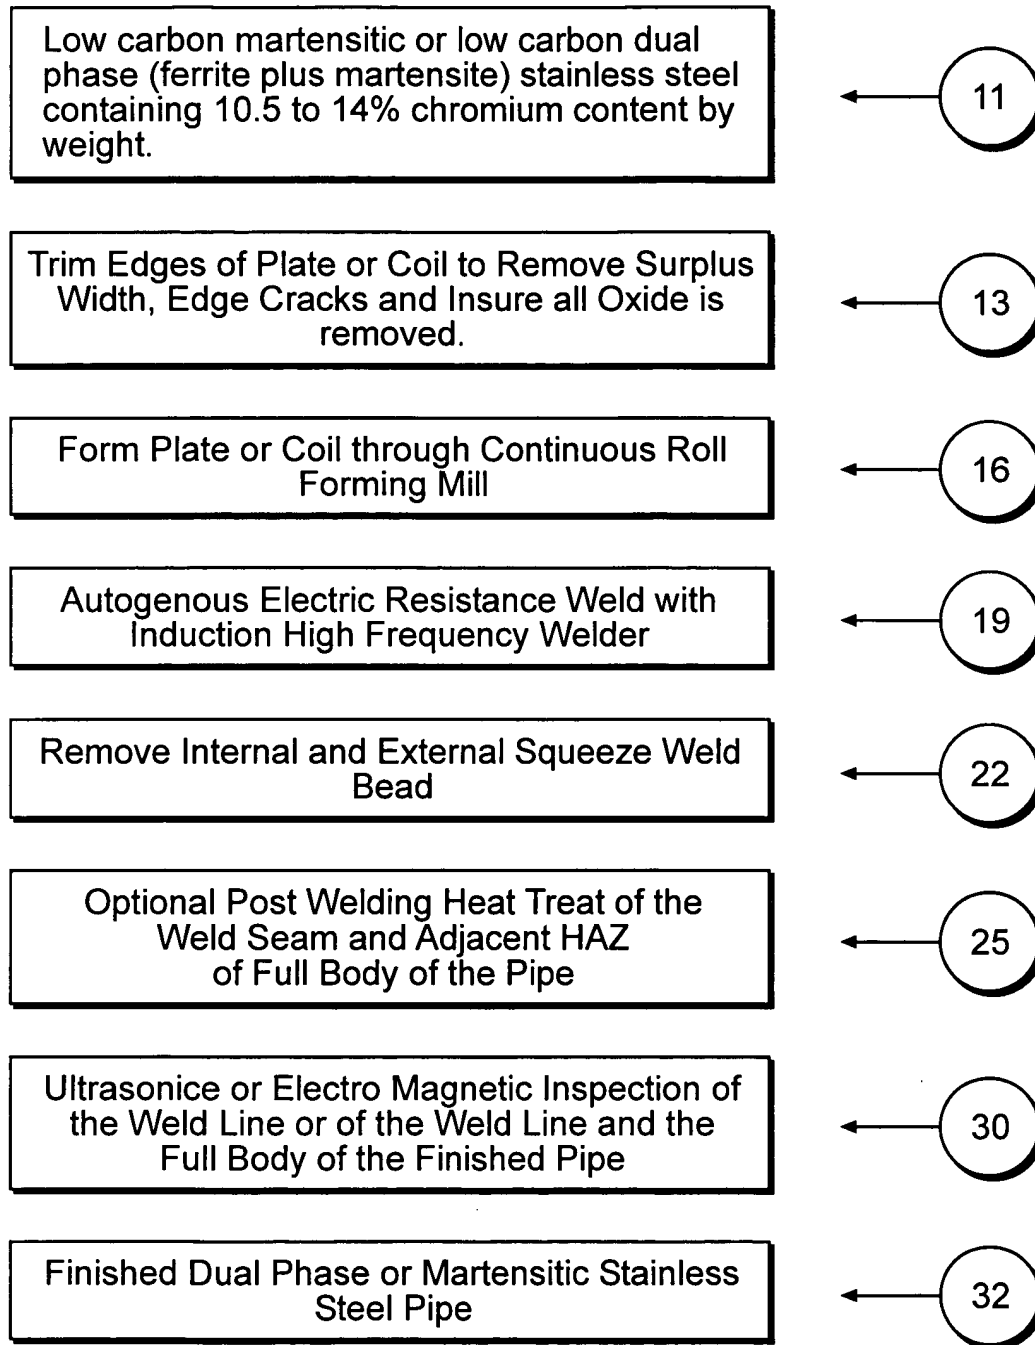 Low carbon martensitic or low carbon dual
phase (ferrite plus martensite) stainless steel
containing 10.5 to 14% chromium content by
weight.
11
Trim Edges of Plate or Coil to Remove Surplus
Width, Edge Cracks and Insure all Oxide is
removed.
13
Form Plate or Coil through Continuous Roll
Forming Mill
16
Autogenous Electric Resistance Weld with
Induction High Frequency Welder
19
Remove Internal and External Squeeze Weld
Bead
22
Optional Post Welding Heat Treat of the
Weld Seam and Adjacent HAZ
of Full Body of the Pipe
25
Ultrasonice or Electro Magnetic Inspection of
the Weld Line or of the Weld Line and the
Full Body of the Finished Pipe
30
Finished Dual Phase or Martensitic Stainless
Steel Pipe
32